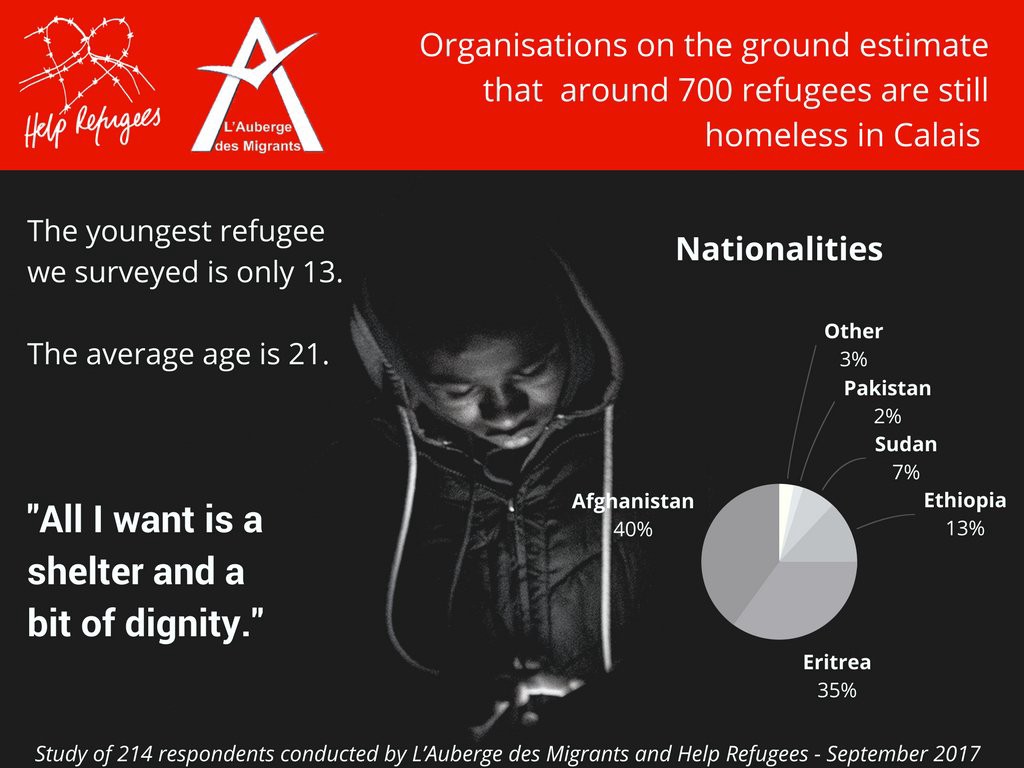 Help Refugees
L'Auberge
des Migrants
Organisations on the ground estimate
that around 700 refugees are still
homeless in Calais
The youngest refugee
we surveyed is only 13.
The average age is 21.
"All I want is a
shelter and a
bit of dignity."
Nationalities
Other
3%
Pakistan
2%
Sudan
7%
Ethiopia
13%
Afghanistan
40%
Eritrea
35%
Study of 214 respondents conducted by L'Auberge des Migrants and Help Refugees - September 2017